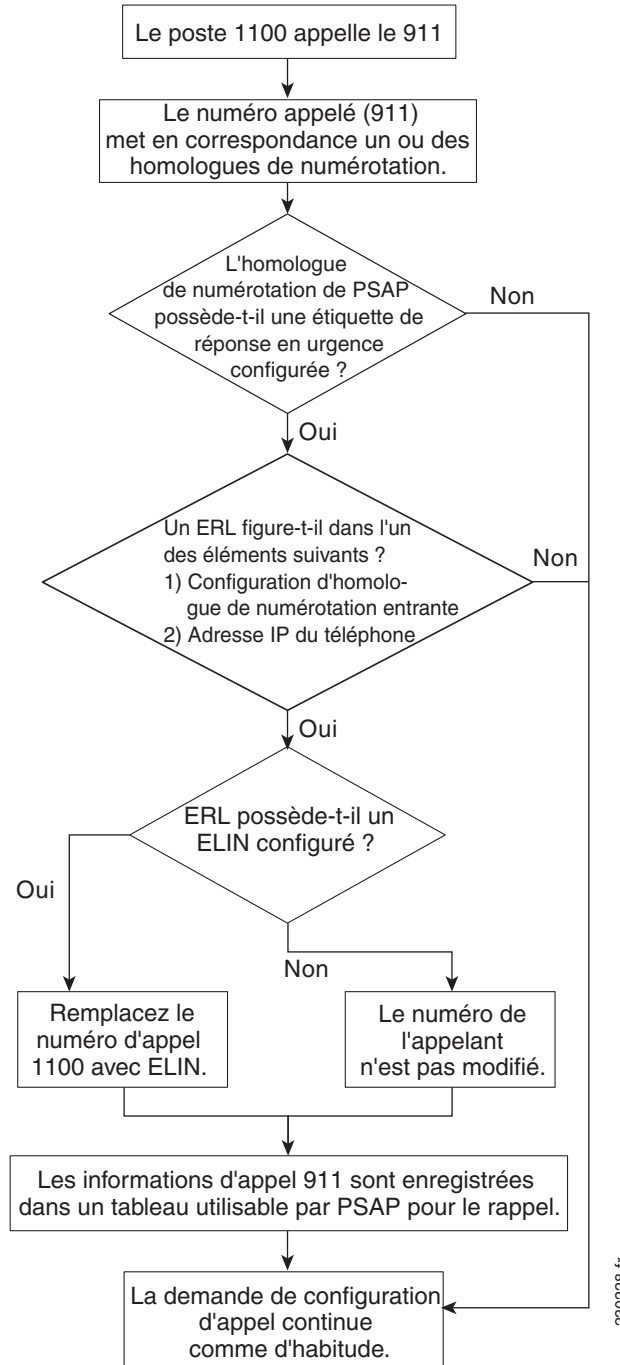 Le poste 1100 appelle le 911
Le numéro appelé (911)
met en correspondance un ou des
homologues de numérotation.
L'homologue
de numérotation de PSAP
possède-t-il une étiquette de
réponse en urgence
configurée ?
Non
Oui
Un ERL figure-t-il dans l'un
des éléments suivants ?
1) Configuration d'homolo-
gue de numérotation entrante
2) Adresse IP du téléphone
Non
Oui
ERL possède-t-il un
ELIN configuré ?
Oui
Non
Remplacez le
numéro d'appel
1100 avec ELIN.
Le numéro de
l'appelant
n'est pas modifié.
Les informations d'appel 911 sont enregistrées
dans un tableau utilisable par PSAP pour le rappel.
La demande de configuration
d'appel continue
comme d'habitude.